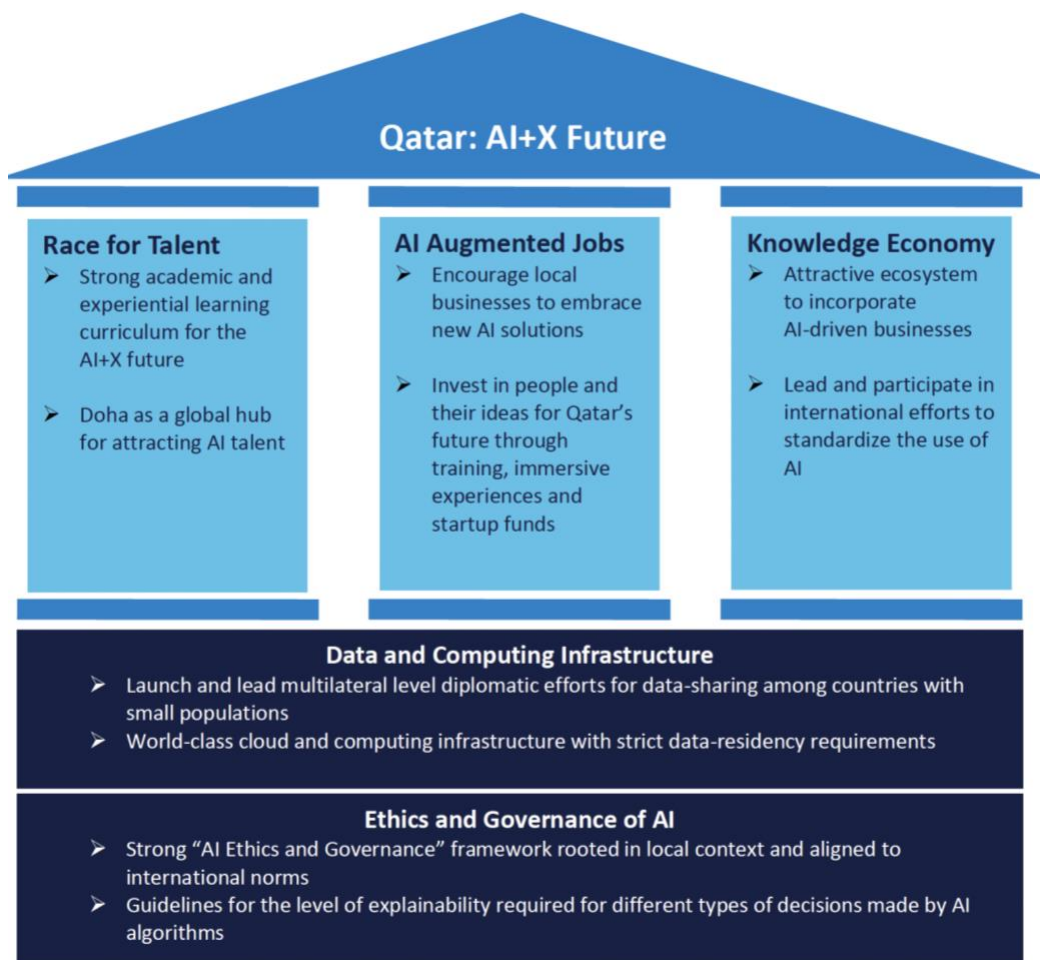 Qatar: AI+X Future
Race for Talent
➢ Strong academic and
experiential learning
curriculum for the
AI+X future
➢ Doha as a global hub
for attracting AI talent
AI Augmented Jobs
➢ Encourage local
businesses to embrace
new AI solutions
➢ Invest in people and
their ideas for Qatar’s
future through
training, immersive
experiences and
startup funds
Knowledge Economy
➢ Attractive ecosystem
to incorporate
AI-driven businesses
➢ Lead and participate in
international efforts to
standardize the use of
AI
Data and Computing Infrastructure
➢ Launch and lead multilateral level diplomatic efforts for data-sharing among countries with
small populations
➢ World-class cloud and computing infrastructure with strict data-residency requirements
Ethics and Governance of AI
➢ Strong “AI Ethics and Governance” framework rooted in local context and aligned to
international norms
➢ Guidelines for the level of explainability required for different types of decisions made by AI
algorithms